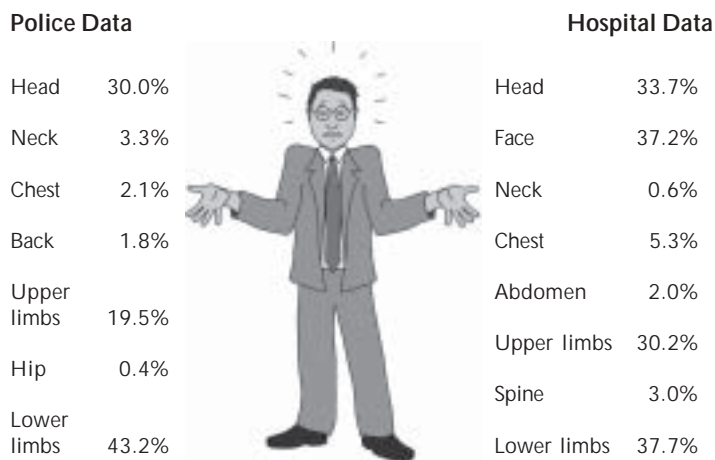 Police Data
Head 30.0%
Neck 3.3%
Chest 2.1%
Back 1.8%
Upper
limbs 19.5%
Hip 0.4%
Lower
limbs 43.2%
Hospital Data
Head 33.7%
Face 37.2%
Neck 0.6%
Chest 5.3%
Abdomen 2.0%
Upper limbs 30.2%
Spine 3.0%
Lower limbs 37.7%